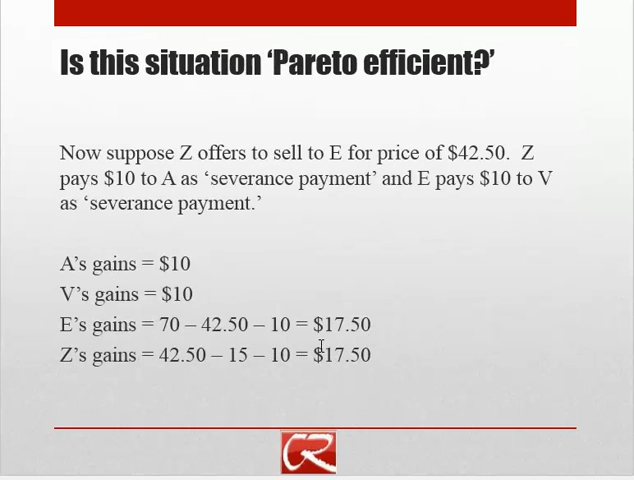 Is this situation ‘Pareto efficient?’
Now suppose Z offers to sell to E for price of $42.50.  Z
pays $10 to A as ‘severance payment’ and E pays $10 to V
as ‘severance payment.’
A’s gains = $10
V’s gains = $10
E’s gains = 70 – 42.50 – 10 = $17.50
Z’s gains = 42.50 – 15 – 10 = $17.50